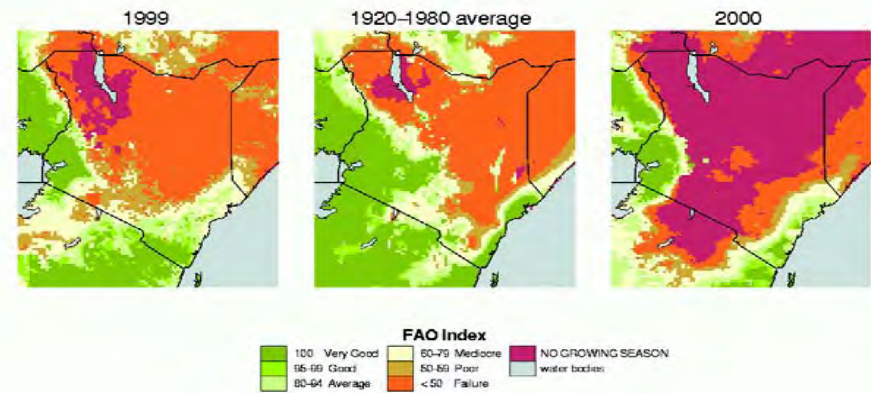 1999
1920–1980 average
2000
FAO Index
100 Very Good
95-99 Good
80-94 Average
60-79 Mediocre
50-59 Poor
<50 Failure
NO GROWING SEASON
water bodies